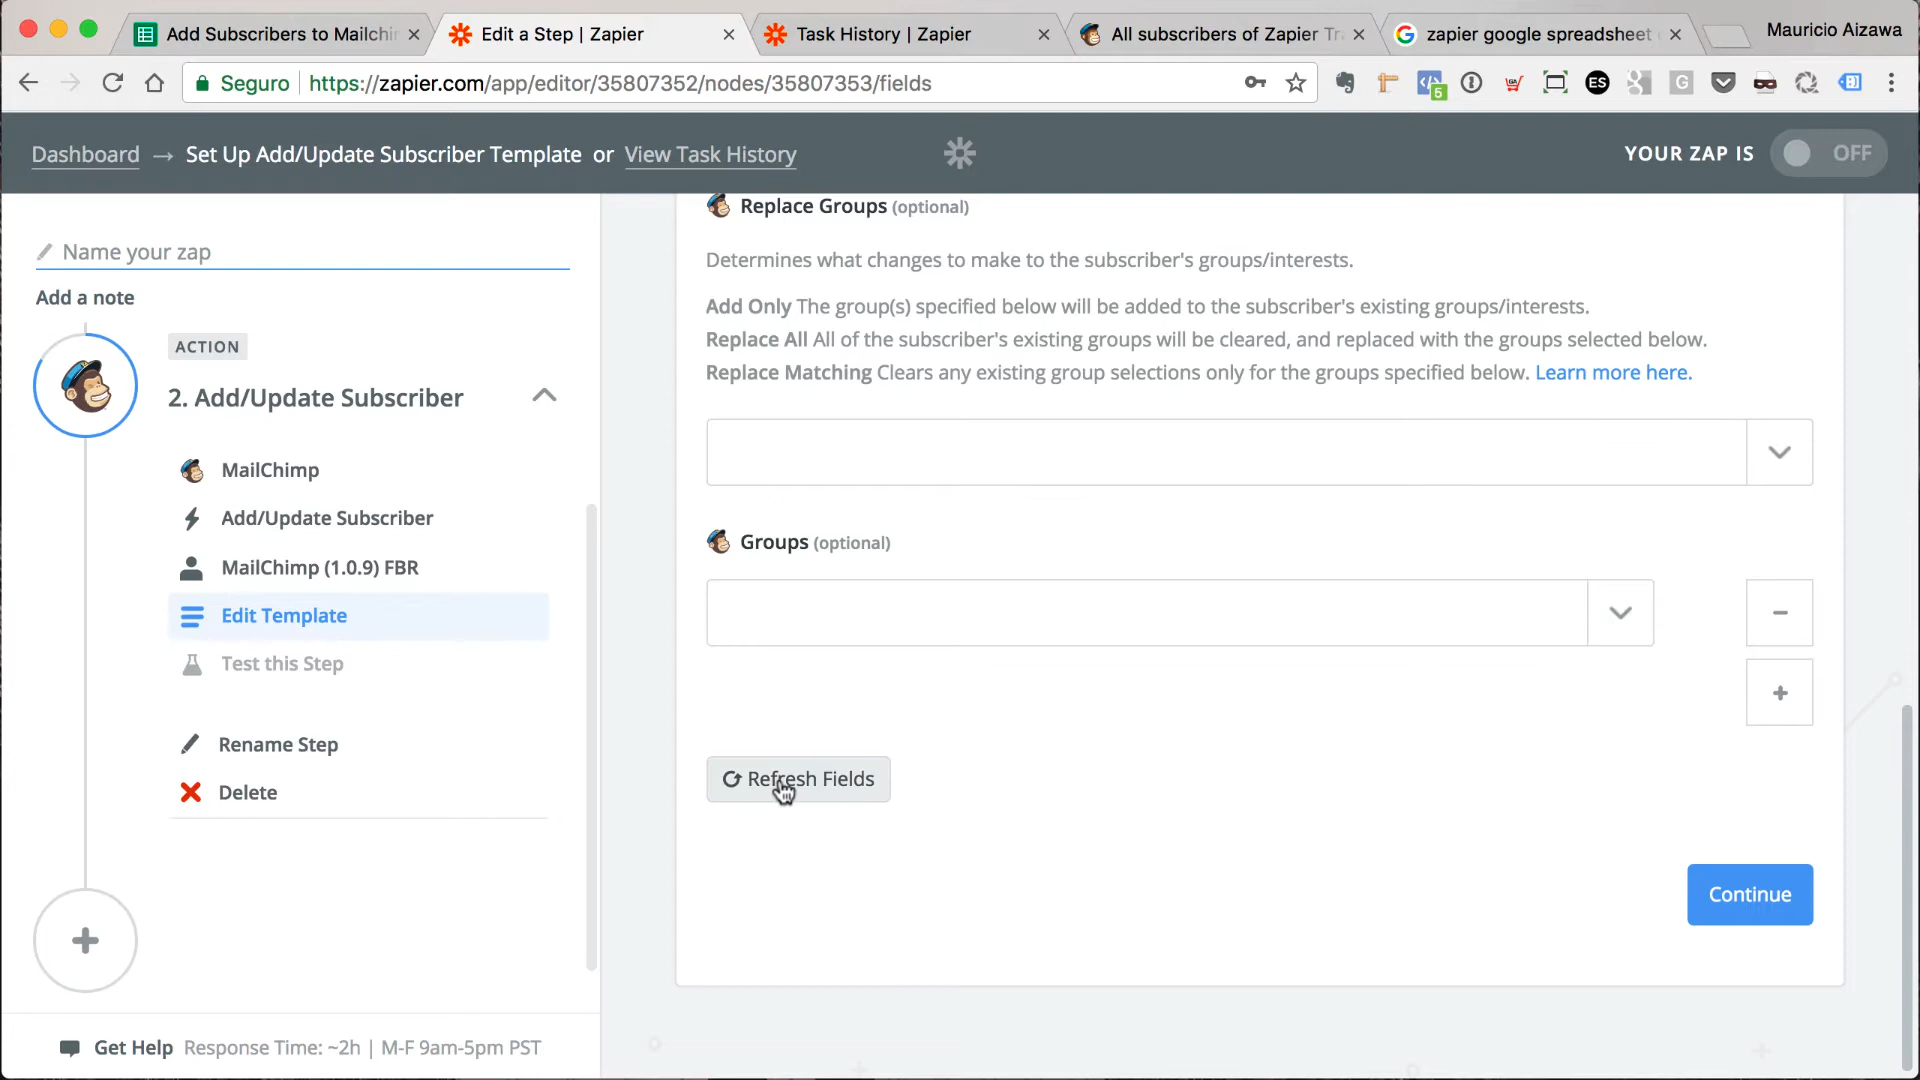 Add Subscribers to Mailchi
Edit a Step | Zapier
Task History | Zapier
All subscribers of Zapier Tr
zapier google spreadsheet
Mauricio Aizawa
Seguro
https://zapier.com/app/editor/35807352/nodes/35807353/fields
5
ES
G
Dashboard → Set Up Add/Update Subscriber Template or View Task History
YOUR ZAP IS OFF
Name your zap
Add a note
ACTION
2. Add/Update Subscriber
MailChimp
Add/Update Subscriber
MailChimp (1.0.9) FBR
Edit Template
Test this Step
Rename Step
Delete
Get Help Response Time: ~2h | M-F 9am-5pm PST
Replace Groups (optional)
Determines what changes to make to the subscriber's groups/interests.
Add Only The group(s) specified below will be added to the subscriber's existing groups/interests.
Replace All All of the subscriber's existing groups will be cleared, and replaced with the groups selected below.
Replace Matching Clears any existing group selections only for the groups specified below. Learn more here.
Groups (optional)
Refresh Fields
Continue